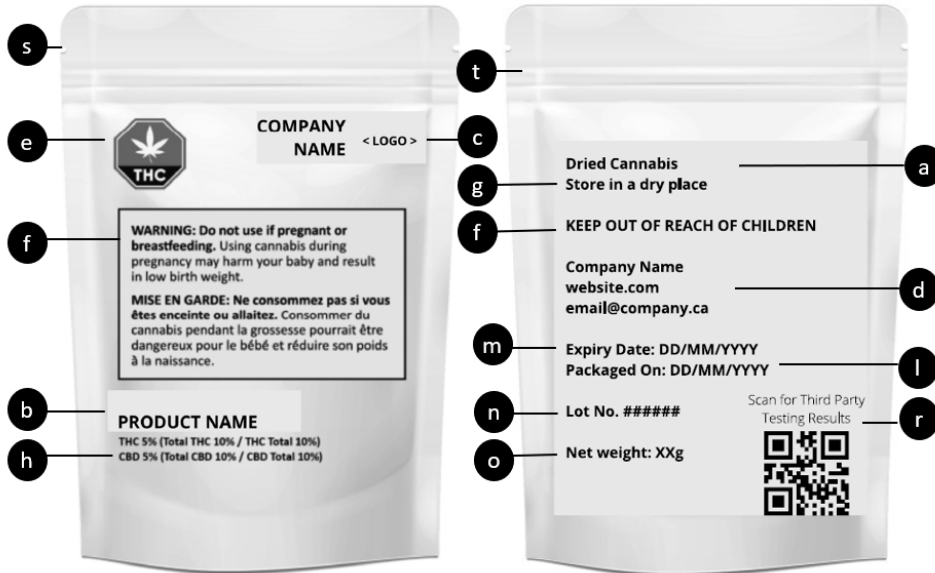 s
e
THC
COMPANY
NAME
< LOGO >
c
f
WARNING: Do not use if pregnant or
breastfeeding. Using cannabis during
pregnancy may harm your baby and result
in low birth weight.
MISE EN GARDE: Ne consommez pas si vous
êtes enceinte ou allaitez. Consommer du
cannabis pendant la grossesse pourrait être
dangereux pour le bébé et réduire son poids
à la naissance.
b
PRODUCT NAME
h
THC 5% (Total THC 10% / THC Total 10%)
CBD 5% (Total CBD 10% / CBD Total 10%)
t
Dried Cannabis
a
g
Store in a dry place
f
KEEP OUT OF REACH OF CHILDREN
Company Name
website.com
d
email@company.ca
m
Expiry Date: DD/MM/YYYY
Packaged On: DD/MM/YYYY
l
n
Lot No. ######
Scan for Third Party
Testing Results
r
o
Net weight: XXg